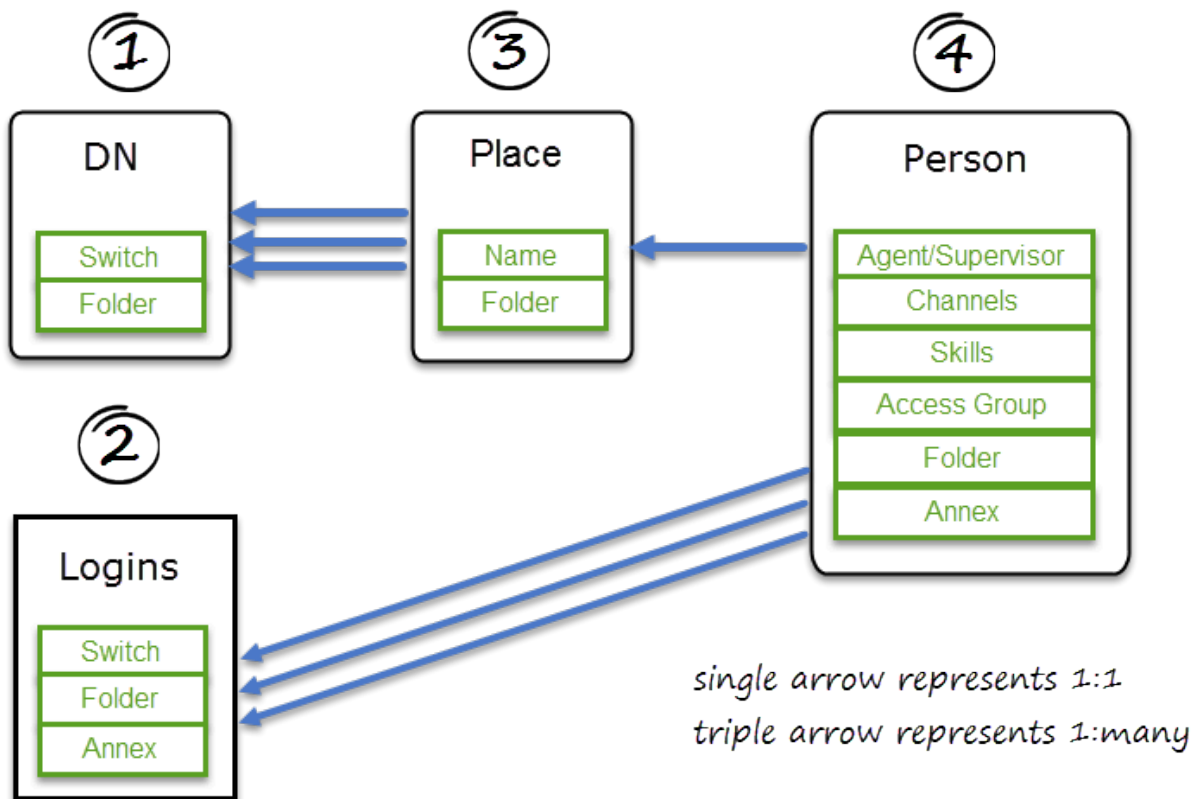 1
DN
Switch
Folder
3
Place
Name
Folder
4
Person
Agent/Supervisor
Channels
Skills
Access Group
Folder
Annex
2
Logins
Switch
Folder
Annex
single arrow represents 1:1
triple arrow represents 1:many